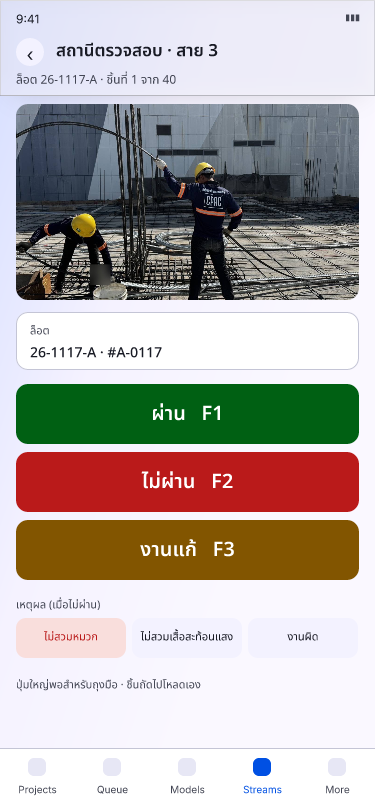 9:41
สถานีตรวจสอบ · สาย 3
ล็อต 26-1117-A · ชิ้นที่ 1 จาก 40
ล็อต
26-1117-A · #A-0117
ผ่าน F1
ไม่ผ่าน F2
งานแก้ F3
เหตุผล (เมื่อไม่ผ่าน)
ไม่สวมหมวก ไม่สวมเสื้อสะท้อนแสง งานผิด
ปุ่มใหญ่พอสำหรับถุงมือ · ชิ้นถัดไปโหลดเอง
Projects Queue Models Streams More